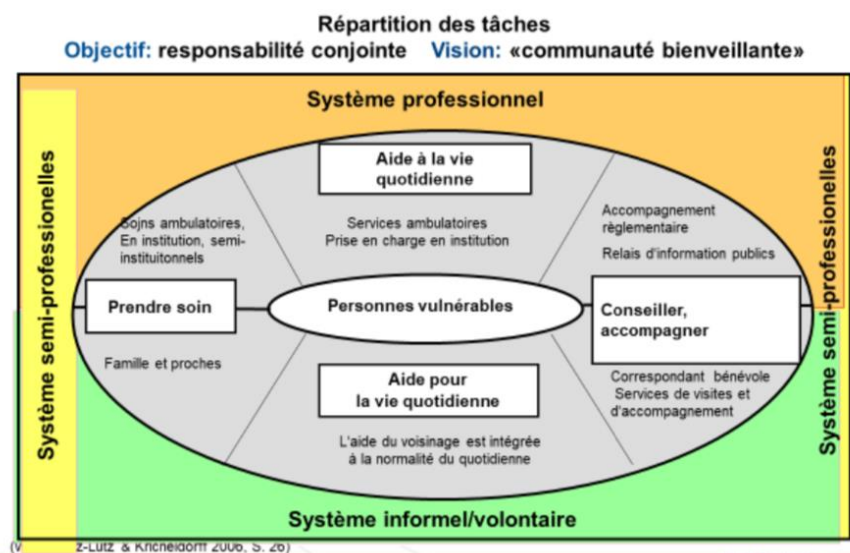 Répartition des tâches
Objectif: responsabilité conjointe Vision: «communauté bienveillante»
Système professionnel
Système semi-professionelles
Aide à la vie
quotidienne
Sojns ambulatoires,
En institution, semi-
instituitonnels
Services ambulatoires
Prise en charge en institution
Accompagnement
règlementaire
Relais d'information publics
Prendre soin
Personnes vulnérables
Conseiller,
accompagner
Famille et proches
Aide pour
la vie quotidienne
Correspondant bénévole
Services de visites et
d'accompagnement
L'aide du voisinage est intégrée
à la normalité du quotidienne
Système semi-professionelles
Système informel/volontaire
& Kricheldorff 2006, S. 26)